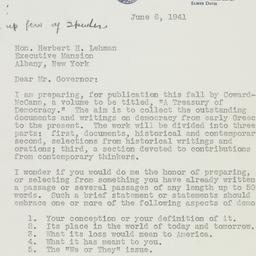 ELMER DAVIS
up few of
June 6, 1941
Hon. Herbert H. Lehman
Executive Mansion
Albany, New York
Dear Mr. Governor:
I am preparing, for publication this fall by Coward-
McCann, a volume to be titled, "A Treasury of
Democracy." The aim is to collect the outstanding
documents and writings on democracy from early Greece
to the present. The work will be divided into three
parts: first, documents, historical and contemporar
second, selections from historical writings and
orations; third, a section devoted to contributions
from contemporary thinkers.
I wonder if you would do me the honor of preparing,
or selecting from something you have already written
a passage or several passages of any length up to 50
words. Such a brief statement or statements should
embrace one or more of the following aspects of demo
1. Your conception or your definition of it.
2. Its place in the world of today and tomorrow.
3. What its loss would mean to America.
4. What it has meant to you.
5. The "We or They" issue.